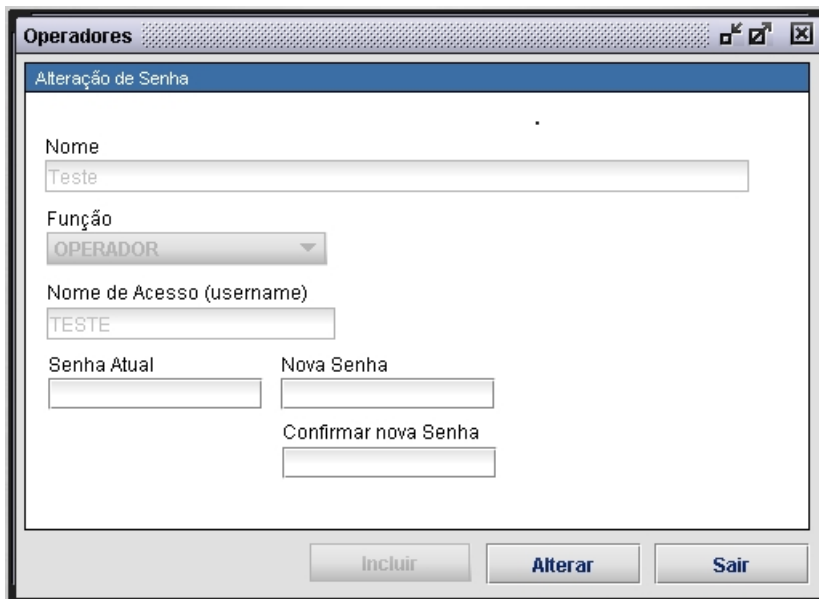 Operadores
Alteração de Senha
Nome
Teste
Função
OPERADOR
Nome de Acesso (username)
TESTE
Senha Atual Nova Senha
Confirmar nova Senha
Incluir Alterar Sair